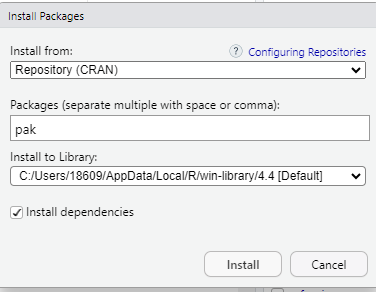 Install Packages
Install from:
? Configuring Repositories
Repository (CRAN)
Packages (separate multiple with space or comma):
pak
Install to Library:
C:/Users/18609/AppData/Local/R/win-library/4.4 [Default]
Install dependencies
Install
Cancel